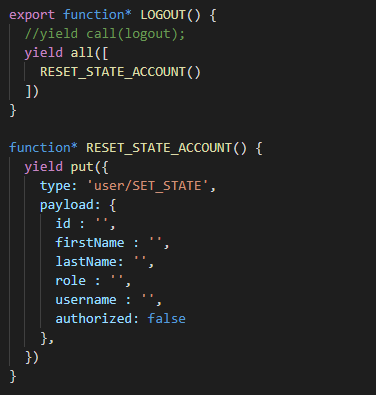 export function* LOGOUT() {
  //yield call(logout);
  yield all([
    RESET_STATE_ACCOUNT()
  ])
}

function* RESET_STATE_ACCOUNT() {
  yield put({
    type: 'user/SET_STATE',
    payload: {
      id : '',
      firstName : '',
      lastName: '',
      role : '',
      username : '',
      authorized: false
    },
  })
}